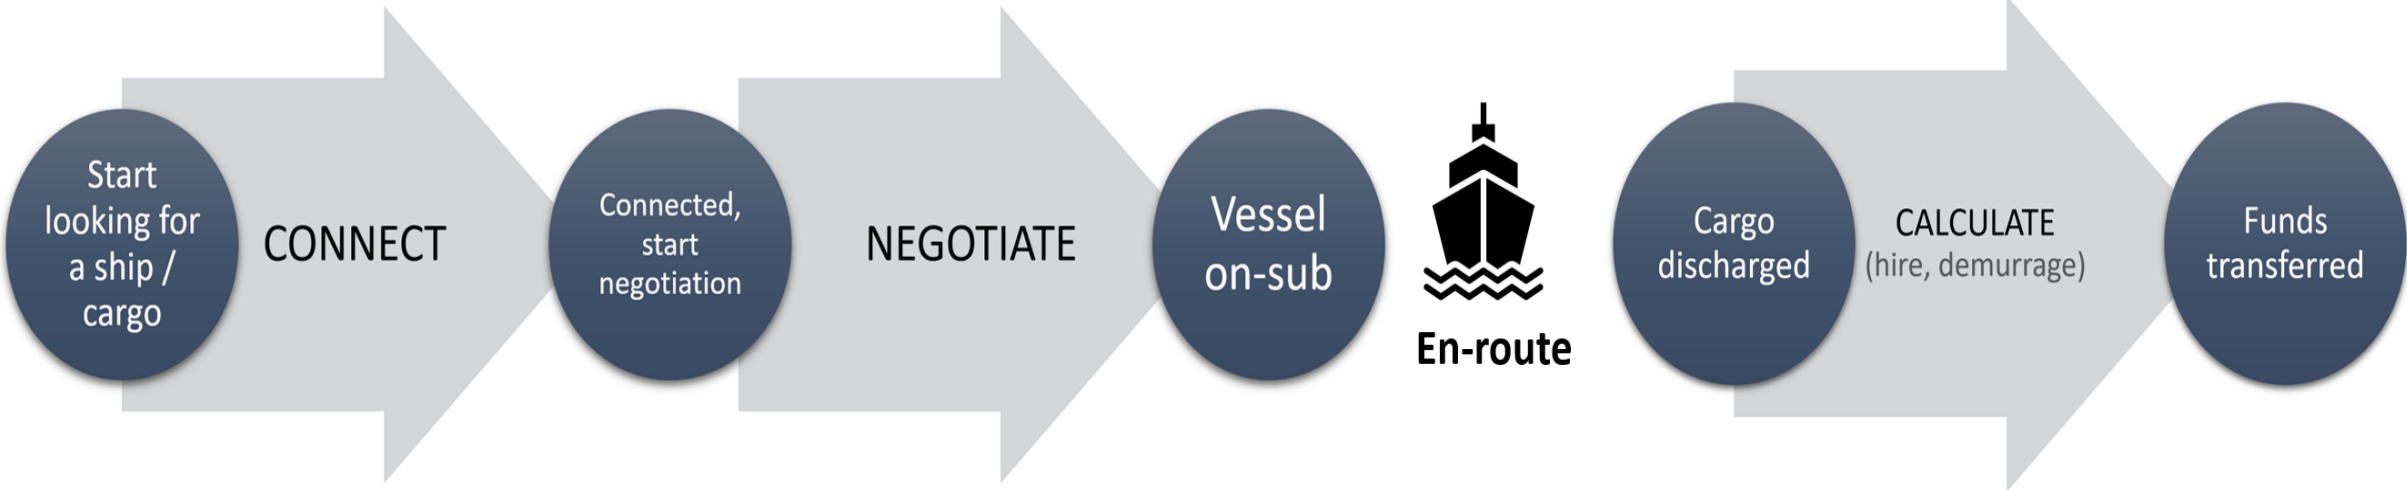 Start
looking for
a ship /
cargo
CONNECT
Connected,
start
negotiation
NEGOTIATE
Vessel
on-sub
En-route
Cargo
discharged
CALCULATE
(hire, demurrage)
Funds
transferred